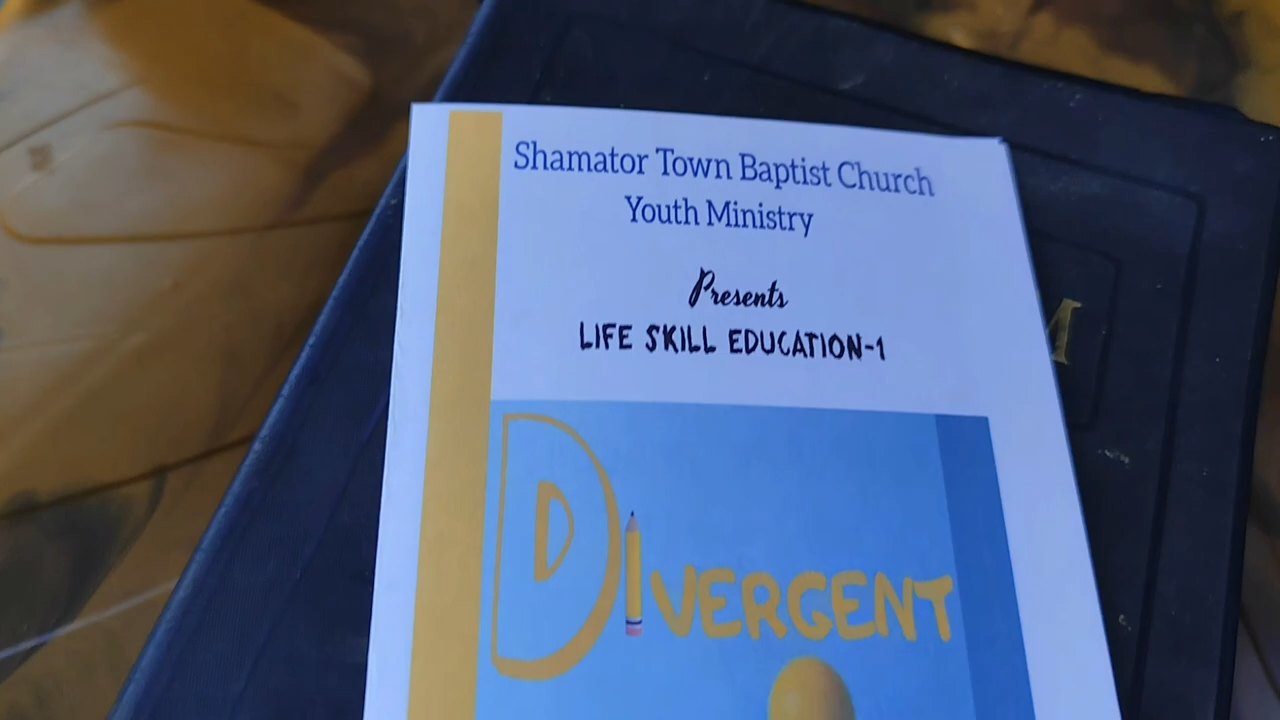 Shamator Town Baptist Church
Youth Ministry
Presents
LIFE SKILL EDUCATION-1
DIVERGENT